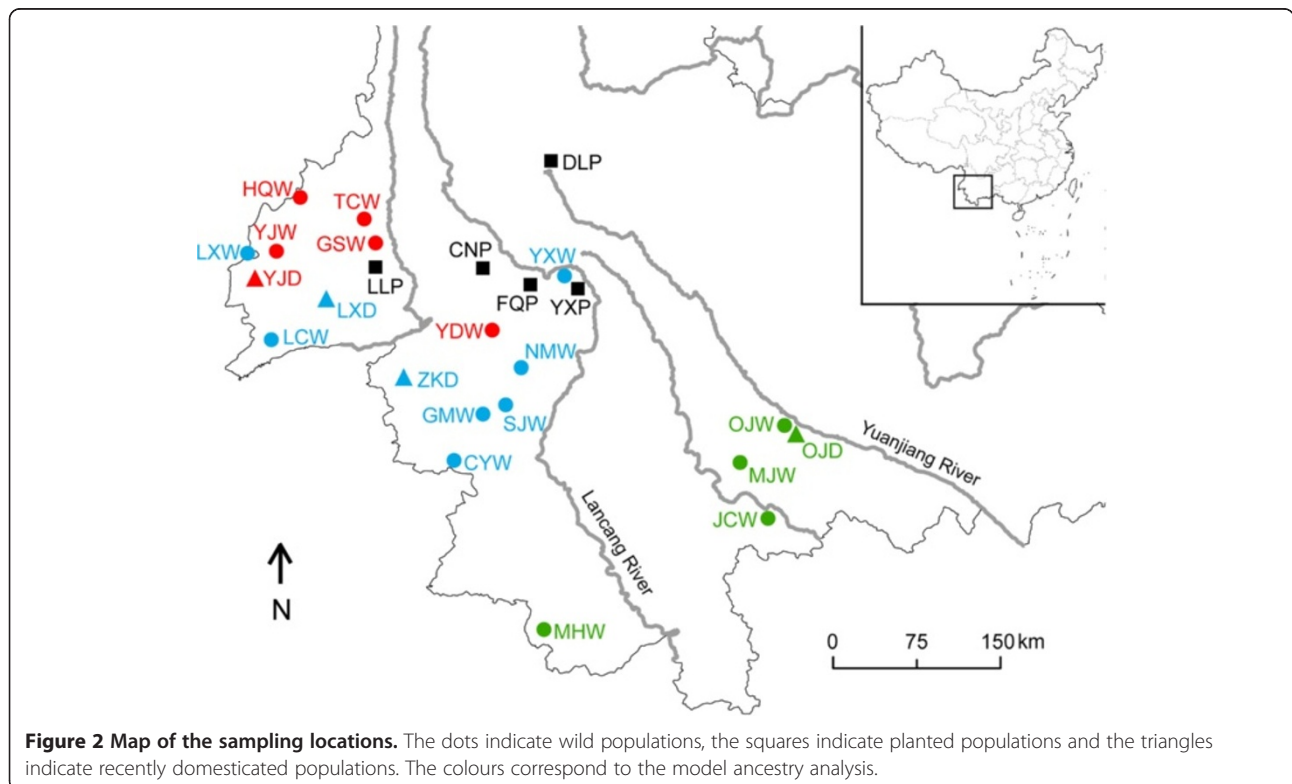 DLP
HQW
TCW
YJW
GSW
LXW
CNP
YXW
YJD
LLP
FQP
YXP
LXD
YDW
LCW
NMW
ZKD
GMW
SJW
OJW
OJD
Yuanjiang River
CYW
MJW
Lancang River
JCW
N
MHW
0 75 150 km
Figure 2 Map of the sampling locations. The dots indicate wild populations, the squares indicate planted populations and the triangles
indicate recently domesticated populations. The colours correspond to the model ancestry analysis.